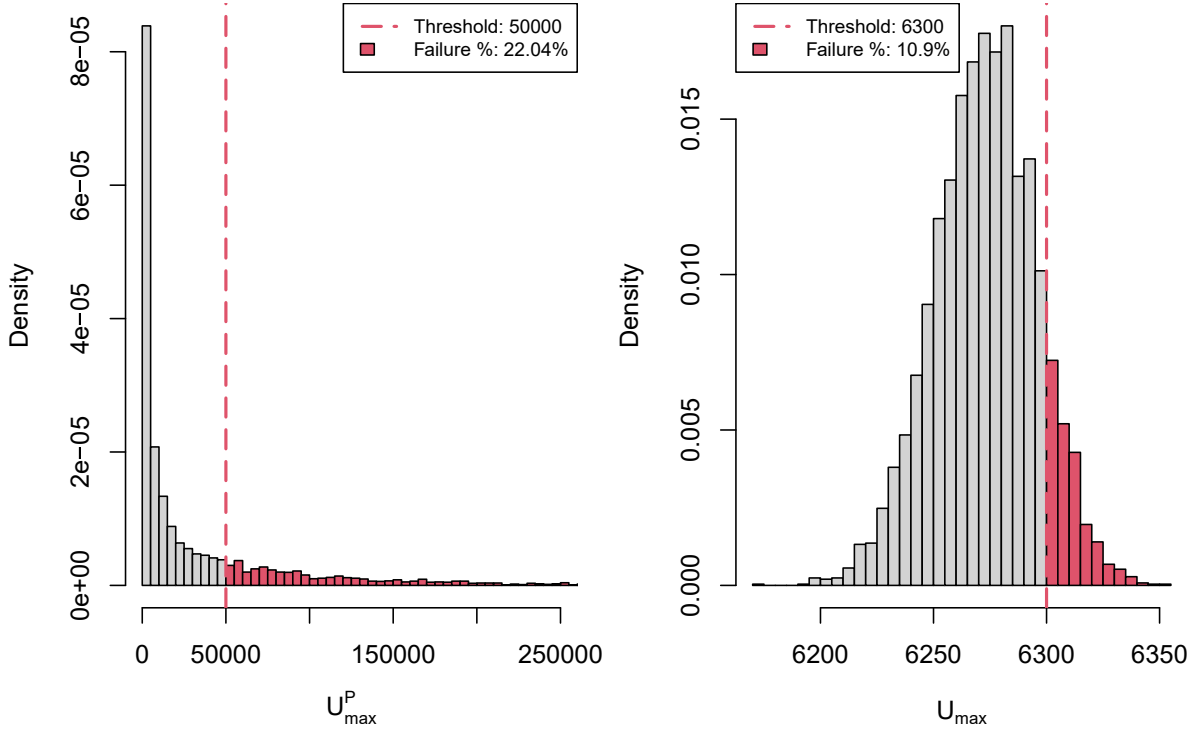 Threshold: 50000
Failure %: 22.04%
Density
0e+00
2e−05
4e−05
6e−05
8e−05
0
50000
150000
250000
U_max^P
Threshold: 6300
Failure %: 10.9%
Density
0.000
0.005
0.010
0.015
6200
6250
6300
6350
U_max